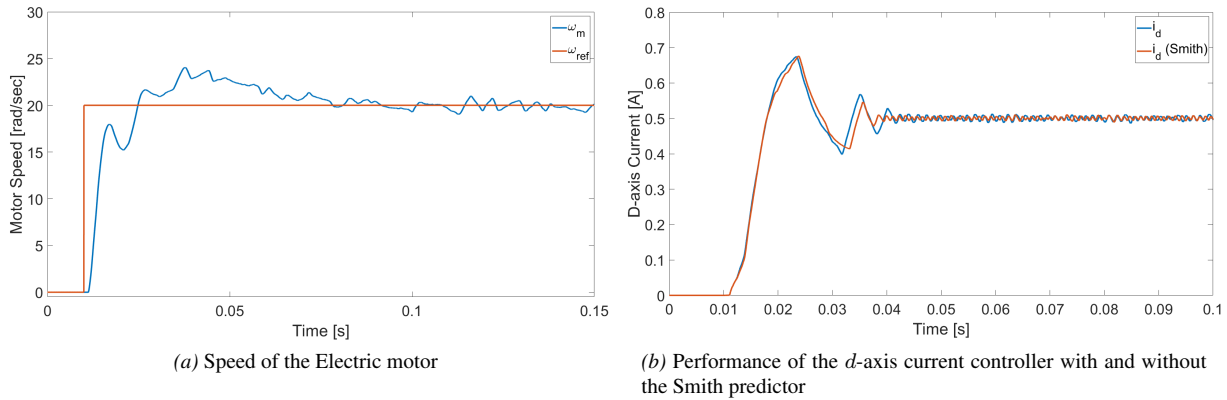 30
25
20
15
10
5
0
Motor Speed [rad/sec]
0
0.05
0.1
0.15
Time [s]
ω_m
ω_ref
(a) Speed of the Electric motor
0.8
0.7
0.6
0.5
0.4
0.3
0.2
0.1
0
D-axis Current [A]
0
0.01
0.02
0.03
0.04
0.05
0.06
0.07
0.08
0.09
0.1
Time [s]
i_d
i_d (Smith)
(b) Performance of the d-axis current controller with and without
the Smith predictor